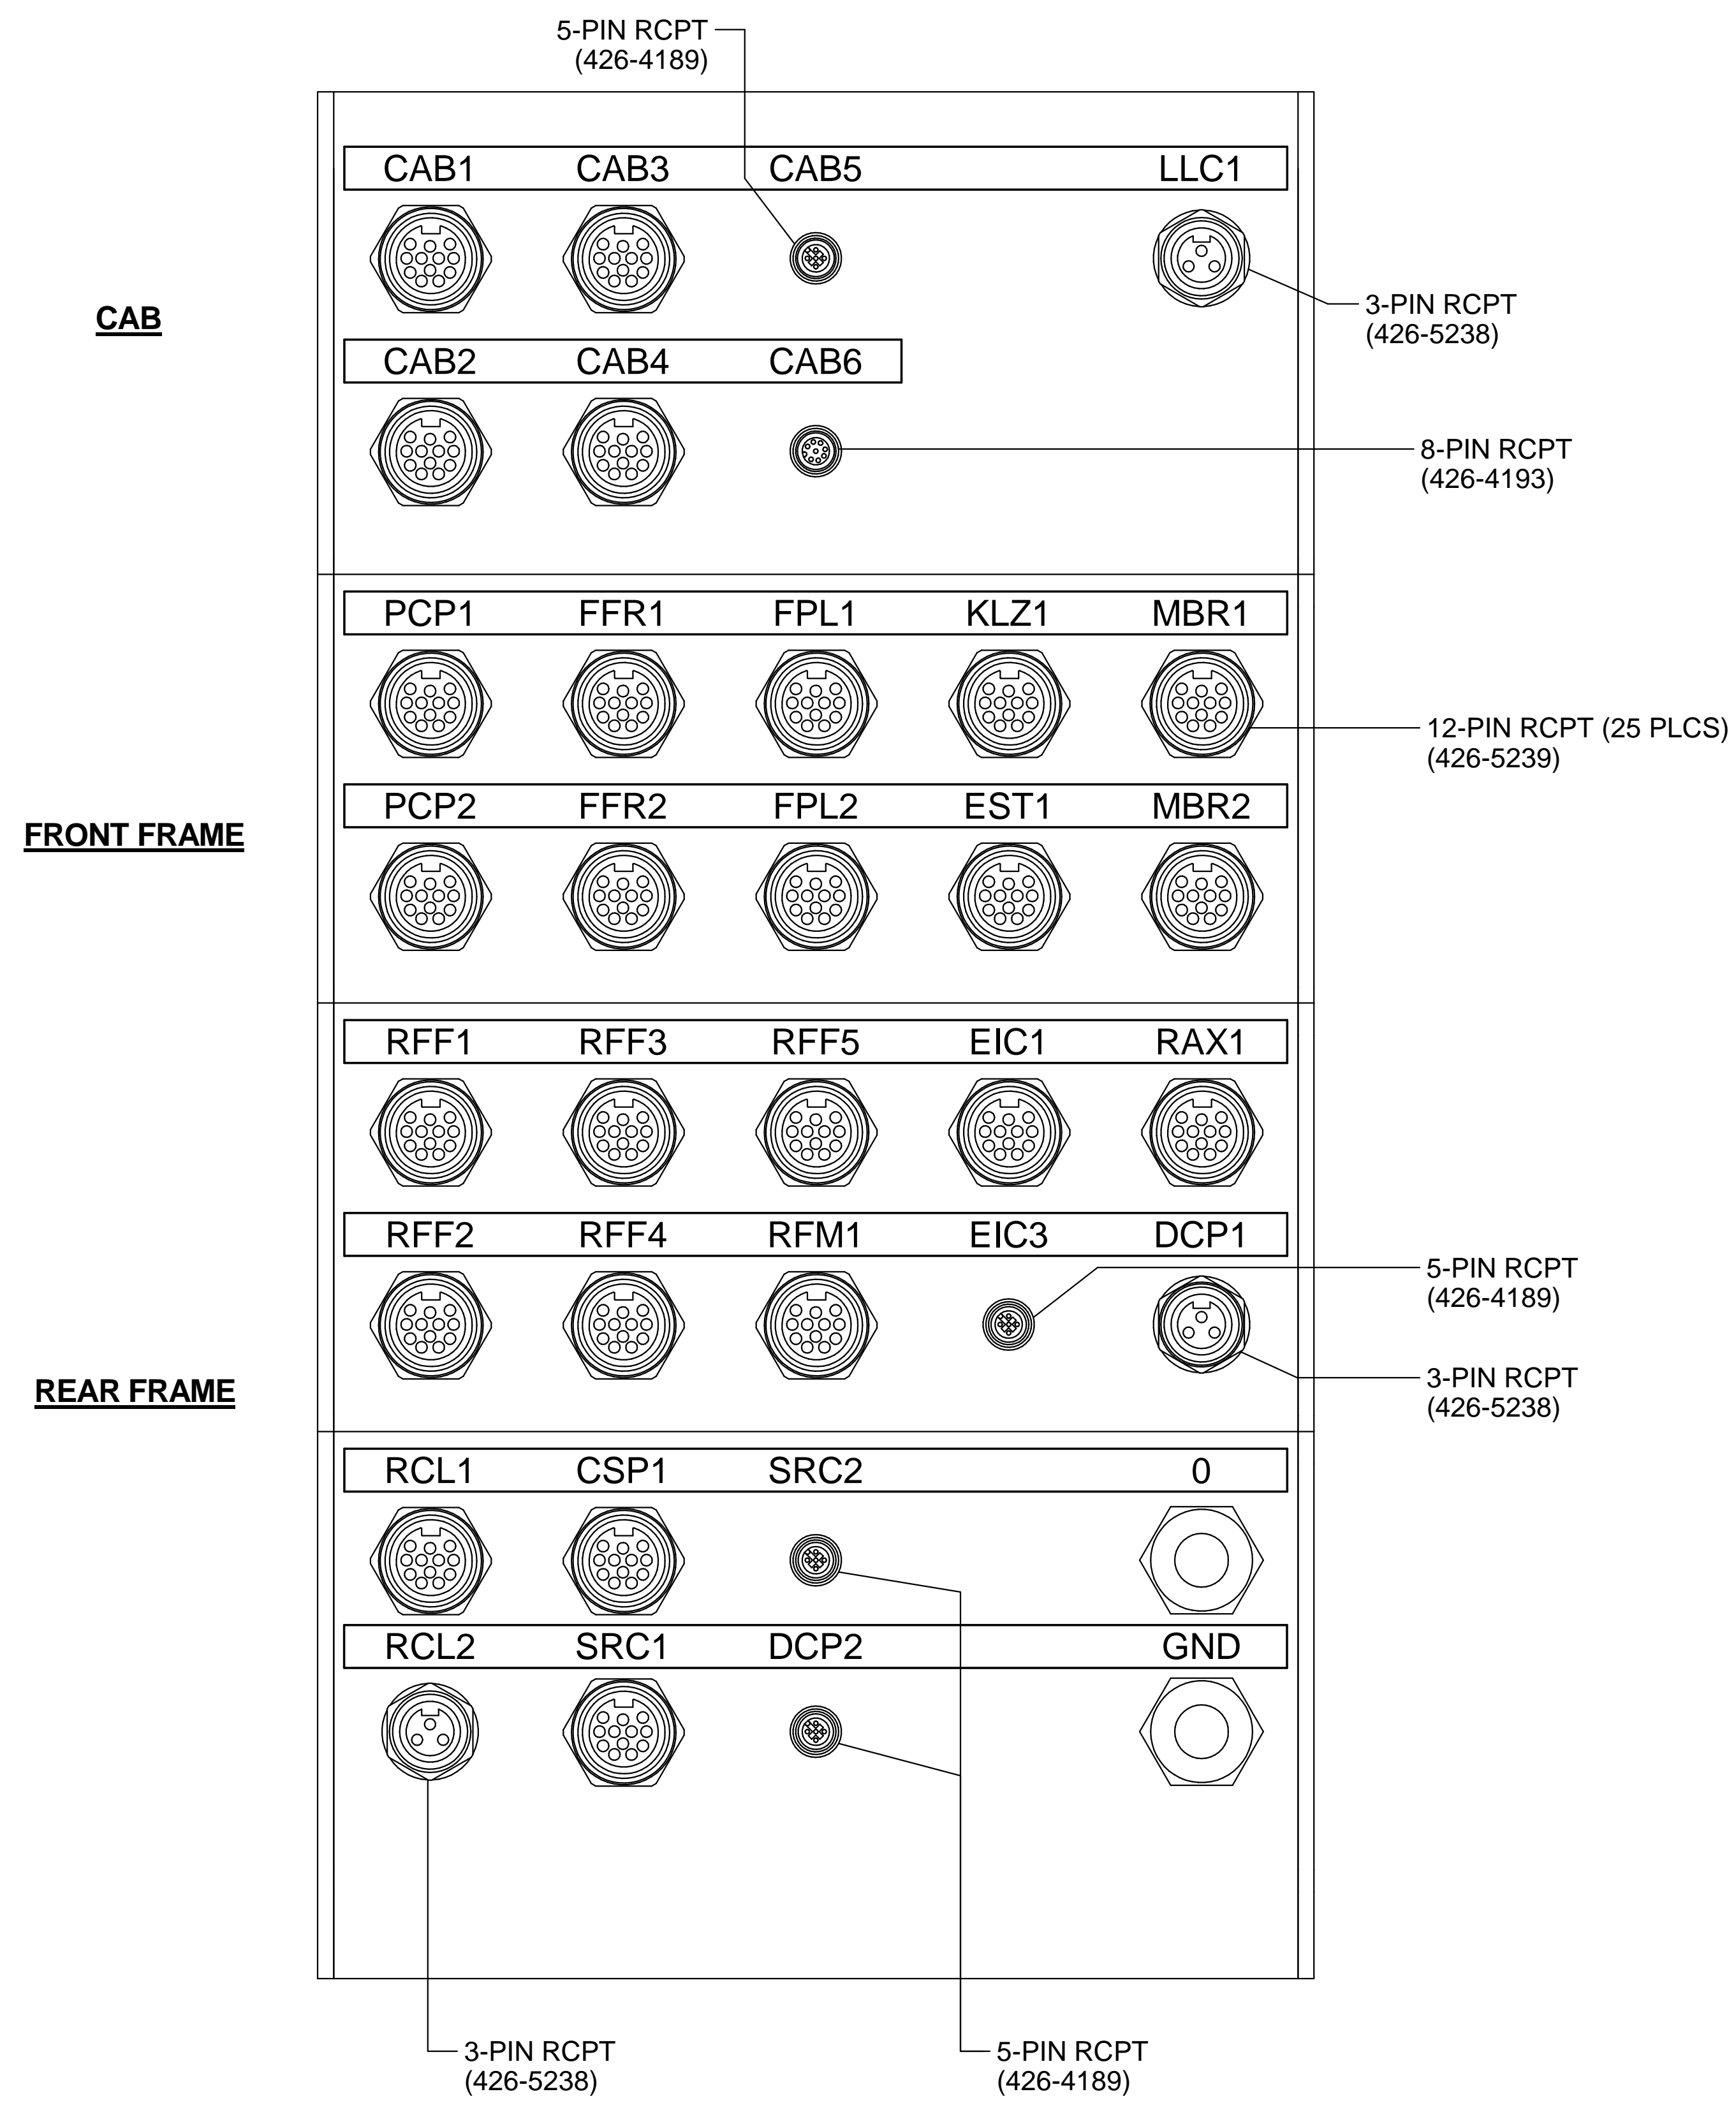 5-PIN RCPT
(426-4189)
CAB1 CAB3 CAB5 LLC1
3-PIN RCPT
(426-5238)
CAB
CAB2 CAB4 CAB6
8-PIN RCPT
(426-4193)
PCP1 FFR1 FPL1 KLZ1 MBR1
12-PIN RCPT (25 PLCS)
(426-5239)
PCP2 FFR2 FPL2 EST1 MBR2
FRONT FRAME
RFF1 RFF3 RFF5 EIC1 RAX1
RFF2 RFF4 RFM1 EIC3 DCP1
5-PIN RCPT
(426-4189)
3-PIN RCPT
(426-5238)
REAR FRAME
RCL1 CSP1 SRC2 0
RCL2 SRC1 DCP2 GND
3-PIN RCPT
(426-5238)
5-PIN RCPT
(426-4189)